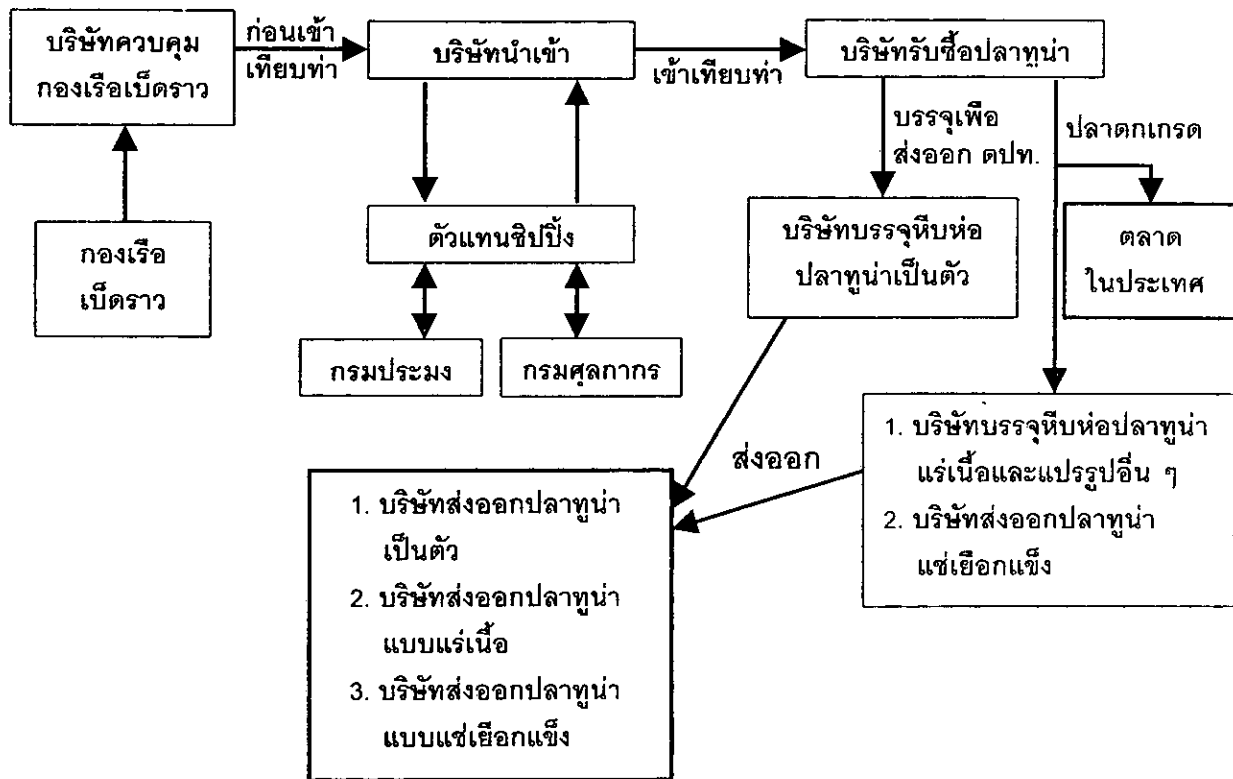 บริษัทควบคุม
กองเรือเบ็ดราว
ก่อนเข้า
เทียบท่า
บริษัทนำเข้า
เข้าเทียบท่า
บริษัทรับซื้อปลาทูน่า
บรรจุเพื่อ
ส่งออก ตปท.
ปลาตกเกรด
กองเรือ
เบ็ดราว
ตัวแทนชิปปิ้ง
บริษัทบรรจุหีบห่อ
ปลาทูน่าเป็นตัว
ตลาด
ในประเทศ
กรมประมง
กรมศุลกากร
ส่งออก
1. บริษัทบรรจุหีบห่อปลาทูน่า
แร่เนื้อและแปรรูปอื่น ๆ
2. บริษัทส่งออกปลาทูน่า
แช่เยือกแข็ง
1. บริษัทส่งออกปลาทูน่า
เป็นตัว
2. บริษัทส่งออกปลาทูน่า
แบบแร่เนื้อ
3. บริษัทส่งออกปลาทูน่า
แบบแช่เยือกแข็ง